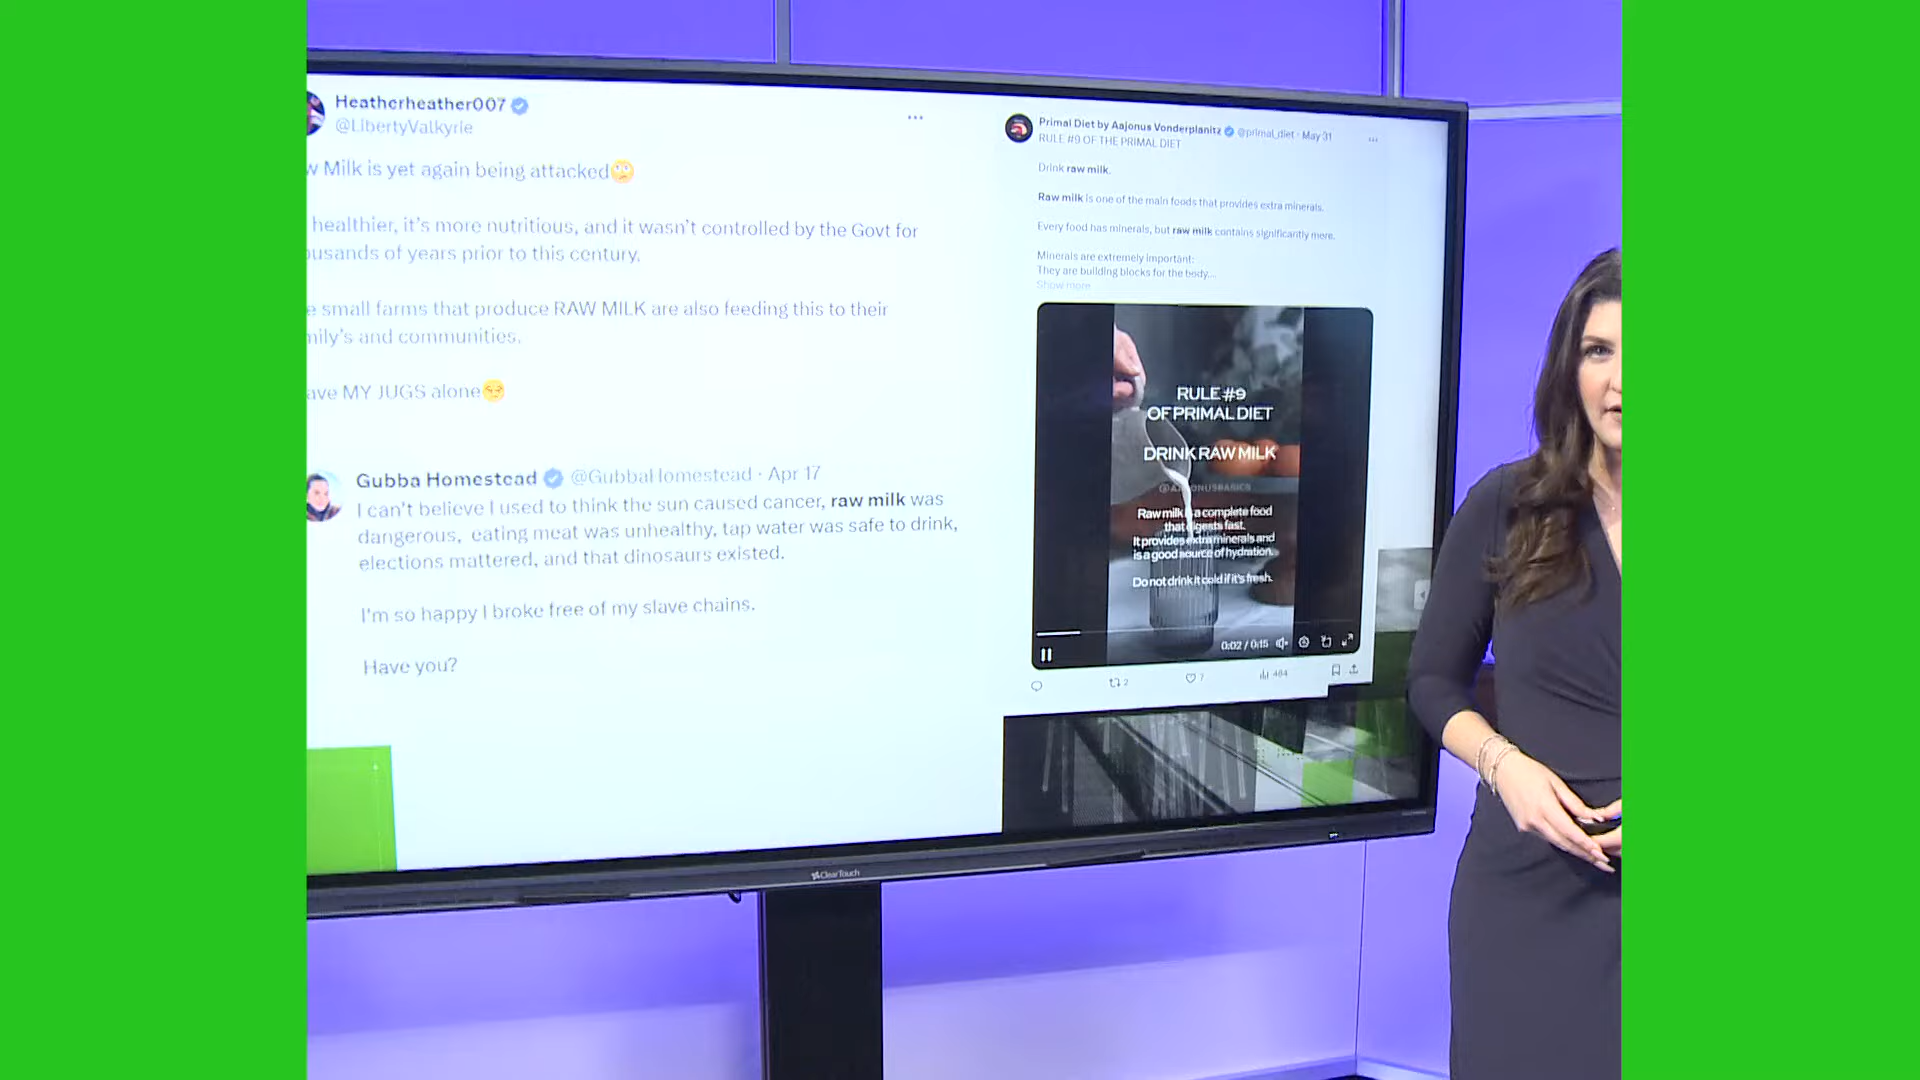 Heatherheather007
@LibertyValkyrie
Milk is yet again being attacked🙄
healthier, it's more nutritious, and it wasn't controlled by the Govt for
of years prior to this century.
small farms that produce RAW MILK are also feeding this to their
and communities.
MY JUGS alone😒
Gubba Homestead @GubbaHomestead · Apr 17
I can't believe I used to think the sun caused cancer, raw milk was
dangerous, eating meat was unhealthy, tap water was safe to drink,
elections mattered, and that dinosaurs existed.
I'm so happy I broke free of my slave chains.
Have you?
Primal Diet by Aajonus Vonderplanitz @primal_diet · May 31
RULE #9 OF THE PRIMAL DIET
Drink raw milk.
Raw milk is one of the main foods that provides extra minerals.
Every food has minerals, but raw milk contains significantly more.
Minerals are extremely important:
They are building blocks for the body....
Show more
RULE #9
OF PRIMAL DIET
DRINK RAW MILK
Raw milk is a complete food
that digests fast.
It provides extra minerals and
is a good source of hydration.
Do not drink it cold if it's fresh.
0:02 / 0:15
2
7
484
ClearTouch